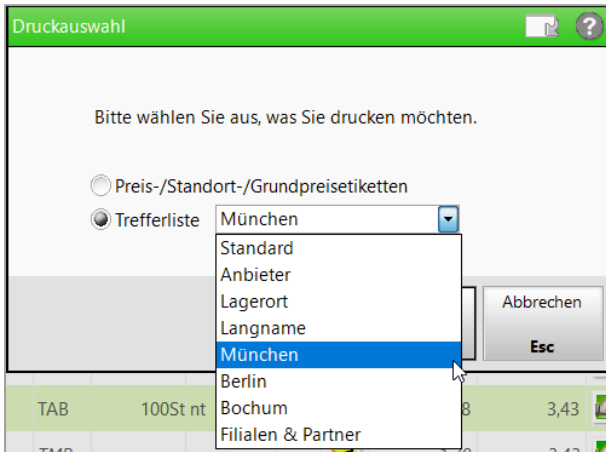 Druckauswahl
Bitte wählen Sie aus, was Sie drucken möchten.
Preis-/Standort-/Grundpreisetiketten
Trefferliste München
Standard
Anbieter
Lagerort
Langname
München
Berlin
Bochum
Filialen & Partner
Abbrechen
Esc
TAB 100St nt 8 3,43